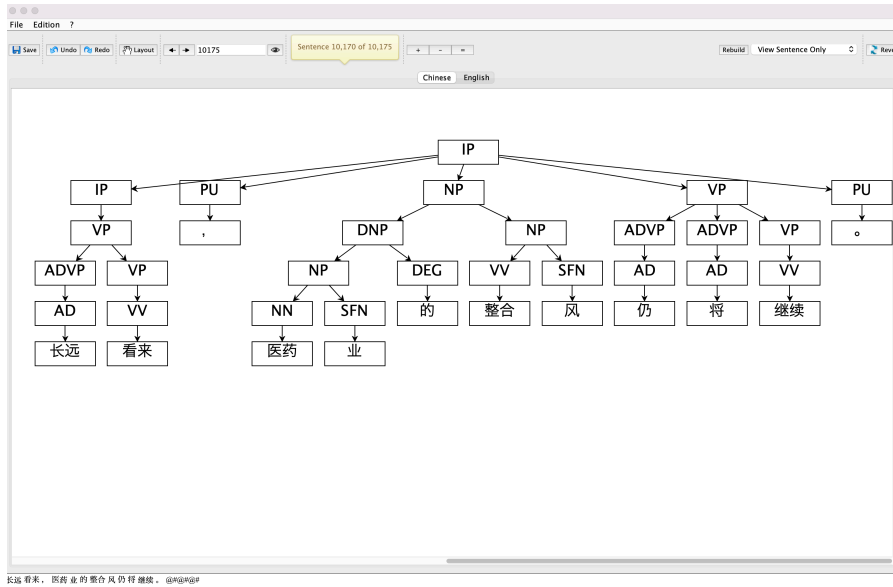 File Edition ?
Save Undo Redo Layout 10175 Sentence 10,170 of 10,175 + - = Rebuild View Sentence Only Reve
Chinese English
IP
IP PU NP VP PU
VP , DNP NP ADVP ADVP VP 。
ADVP VP NP DEG VV SFN AD AD VV
AD VV NN SFN 的 整合 风 仍 将 继续
长远 看来 医药 业
长远 看来 , 医药 业 的 整合 风 仍 将 继续 。 @#@#@#